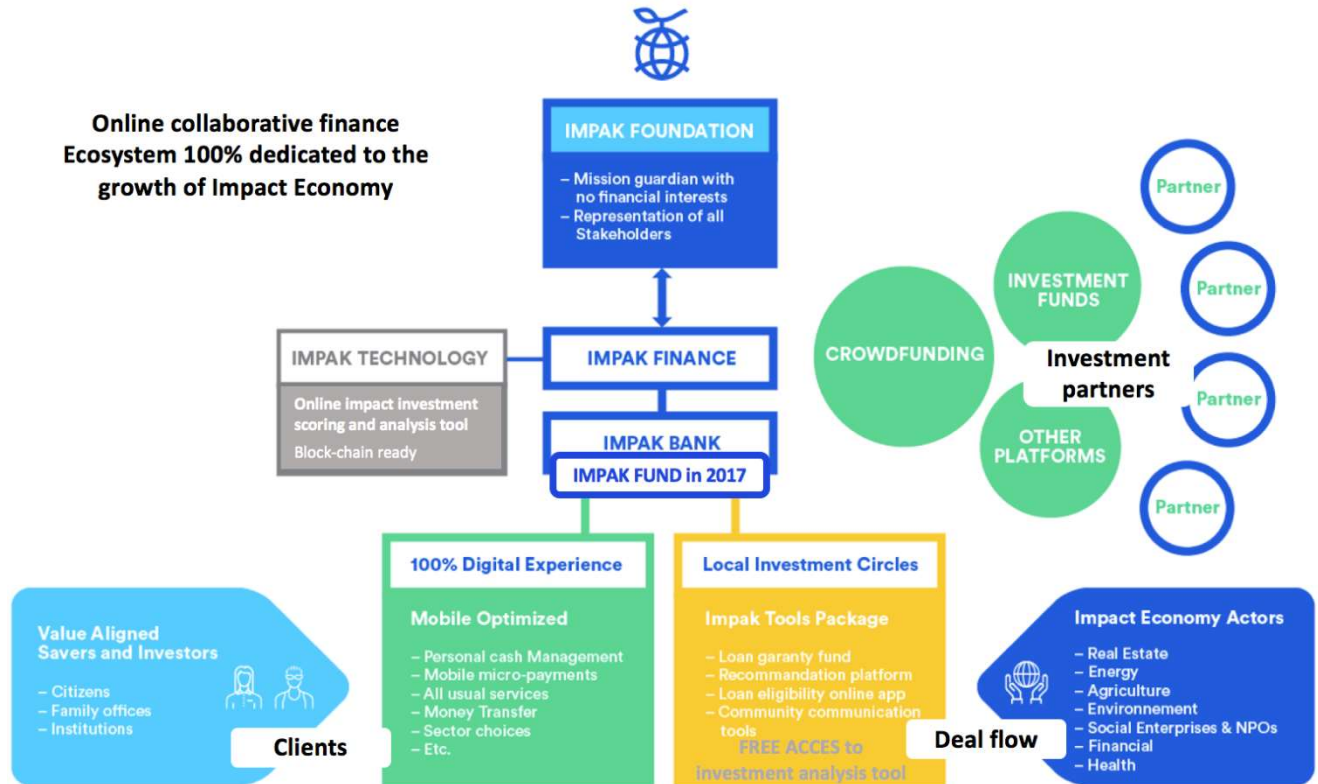 Online collaborative finance
Ecosystem 100% dedicated to the
growth of Impact Economy
IMPAK FOUNDATION
– Mission guardian with
no financial interests
– Representation of all
Stakeholders
IMPAK TECHNOLOGY
Online impact investment
scoring and analysis tool
Block-chain ready
IMPAK FINANCE
IMPAK BANK
IMPAK FUND in 2017
CROWDFUNDING
INVESTMENT
FUNDS
OTHER
PLATFORMS
Investment
partners
Partner
Partner
Partner
Partner
Value Aligned
Savers and Investors
– Citizens
– Family offices
– Institutions
Clients
100% Digital Experience
Mobile Optimized
– Personal cash Management
– Mobile micro-payments
– All usual services
– Money Transfer
– Sector choices
– Etc.
Local Investment Circles
Impak Tools Package
– Loan garanty fund
– Recommandation platform
– Loan eligibility online app
– Community communication
tools
FREE ACCES to
investment analysis tool
Deal flow
Impact Economy Actors
– Real Estate
– Energy
– Agriculture
– Environnement
– Social Enterprises & NPOs
– Financial
– Health